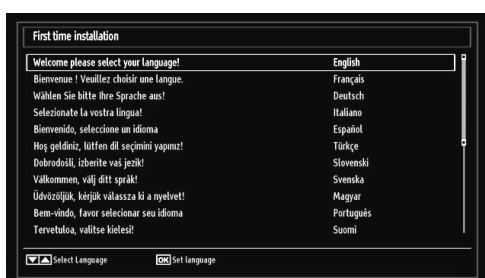 First time installation
Welcome please select your language! English
Bienvenue ! Veuillez choisir une langue. Français
Wählen Sie bitte Ihre Sprache aus! Deutsch
Selezionate la vostra lingua! Italiano
Bienvenido, seleccione un idioma Español
Hoş geldiniz, lütfen dil seçimini yapınız! Türkçe
Dobrodošli, izberite vaš jezik! Slovenski
Välkommen, välj ditt språk! Svenska
Üdvözöljük, kérjük válassza ki a nyelvet! Magyar
Bem-vindo, favor selecionar seu idioma Português
Tervetuloa, valitse kielesi! Suomi
Select Language OK Set language